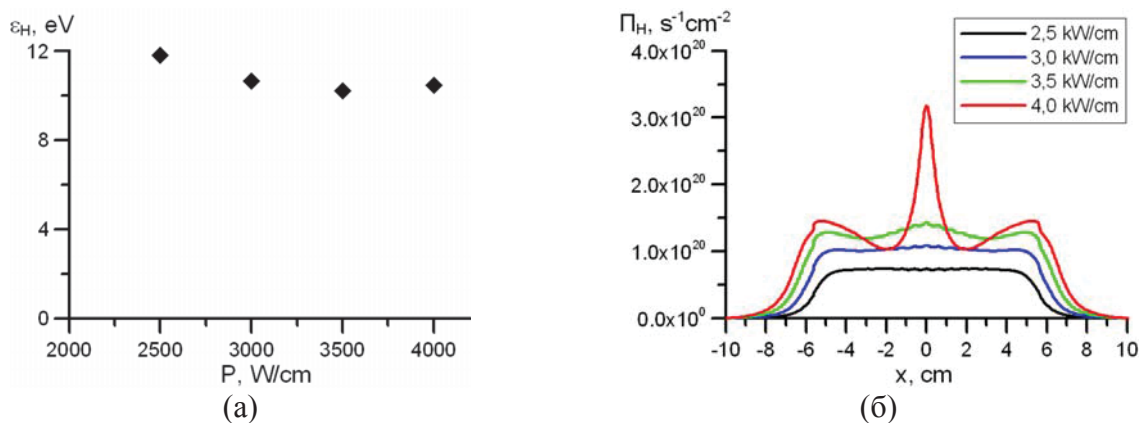 εH, eV
12
8
4
0
2000 2500 3000 3500 4000
P, W/cm
(а)
ΠH, s⁻¹cm⁻²
4.0x10²⁰
3.0x10²⁰
2.0x10²⁰
1.0x10²⁰
0.0x10⁰
-10 -8 -6 -4 -2 0 2 4 6 8 10
x, cm
2,5 kW/cm
3,0 kW/cm
3,5 kW/cm
4,0 kW/cm
(б)